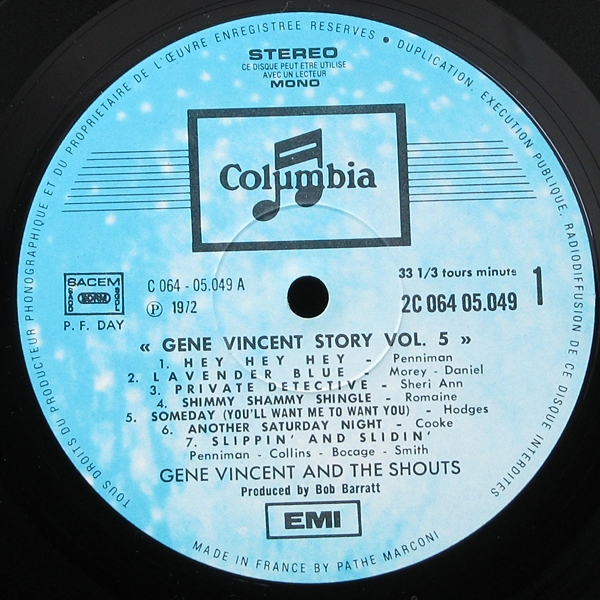 TOUS DROITS DU PRODUCTEUR PHONOGRAPHIQUE ET DU PROPRIETAIRE DE L'ŒUVRE ENREGISTREE RESERVES • DUPLICATION. EXECUTION PUBLIQUE. RADIODIFFUSION DE CE DISQUE INTERDITES
STEREO
CE DISQUE PEUT ETRE UTILISE
AVEC UN LECTEUR
MONO
Columbia
SACEM
P. F. DAY
C 064 - 05.049 A
Ⓟ 1972
33 1/3 tours minute
2C 064 05.049
1
« GENE VINCENT STORY VOL. 5 »
1. HEY HEY HEY - Penniman
2. LAVENDER BLUE - Morey - Daniel
3. PRIVATE DETECTIVE - Sheri Ann
4. SHIMMY SHAMMY SHINGLE - Romaine
5. SOMEDAY (YOU'LL WANT ME TO WANT YOU) - Hodges
6. ANOTHER SATURDAY NIGHT - Cooke
7. SLIPPIN' AND SLIDIN'
Penniman - Collins - Bocage - Smith
GENE VINCENT AND THE SHOUTS
Produced by Bob Barratt
EMI
MADE IN FRANCE BY PATHE MARCONI